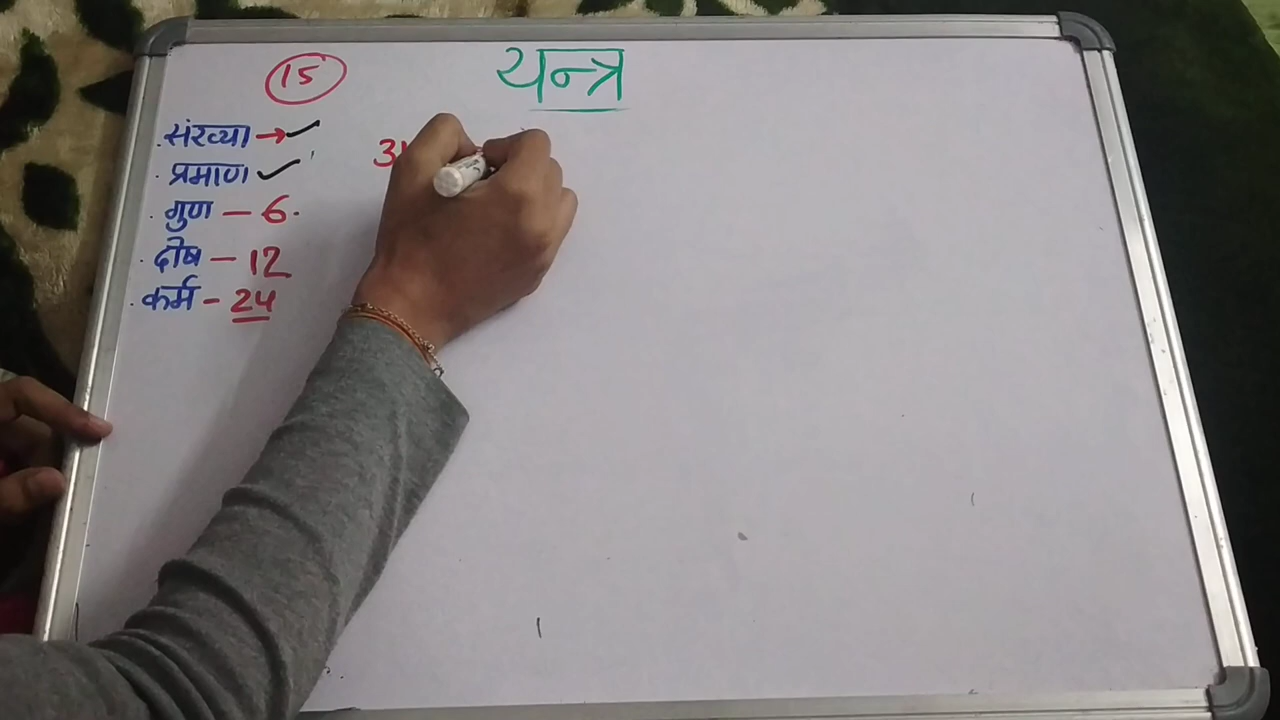 15
यन्त्र
. संख्या → ✓
. प्रमाण ✓
. गुण - 6.
. दोष - 12
. कर्म - 24